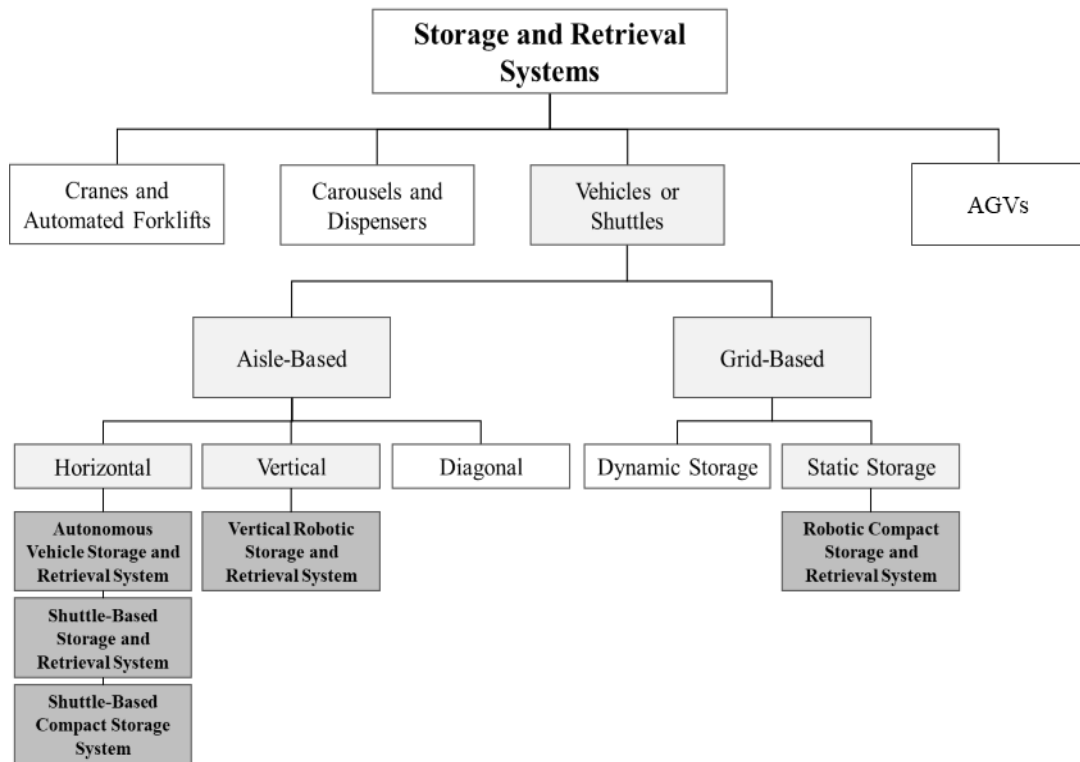 Storage and Retrieval
Systems
Cranes and
Automated Forklifts
Carousels and
Dispensers
Vehicles or
Shuttles
AGVs
Aisle-Based
Grid-Based
Horizontal
Vertical
Diagonal
Dynamic Storage
Static Storage
Autonomous
Vehicle Storage and
Retrieval System
Vertical Robotic
Storage and
Retrieval System
Robotic Compact
Storage and
Retrieval System
Shuttle-Based
Storage and
Retrieval System
Shuttle-Based
Compact Storage
System